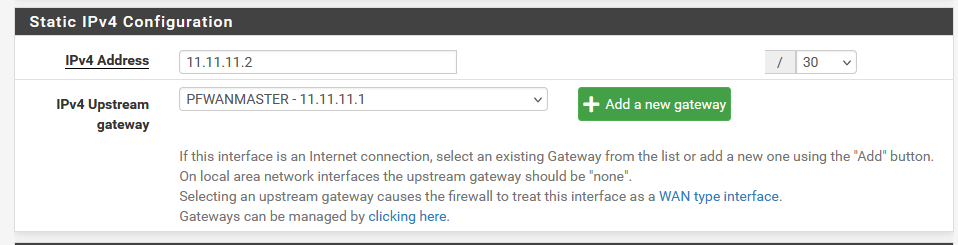 Static IPv4 Configuration
IPv4 Address 11.11.11.2 / 30
IPv4 Upstream gateway PFWANMASTER - 11.11.11.1 Add a new gateway
If this interface is an Internet connection, select an existing Gateway from the list or add a new one using the "Add" button.
On local area network interfaces the upstream gateway should be "none".
Selecting an upstream gateway causes the firewall to treat this interface as a WAN type interface.
Gateways can be managed by clicking here.